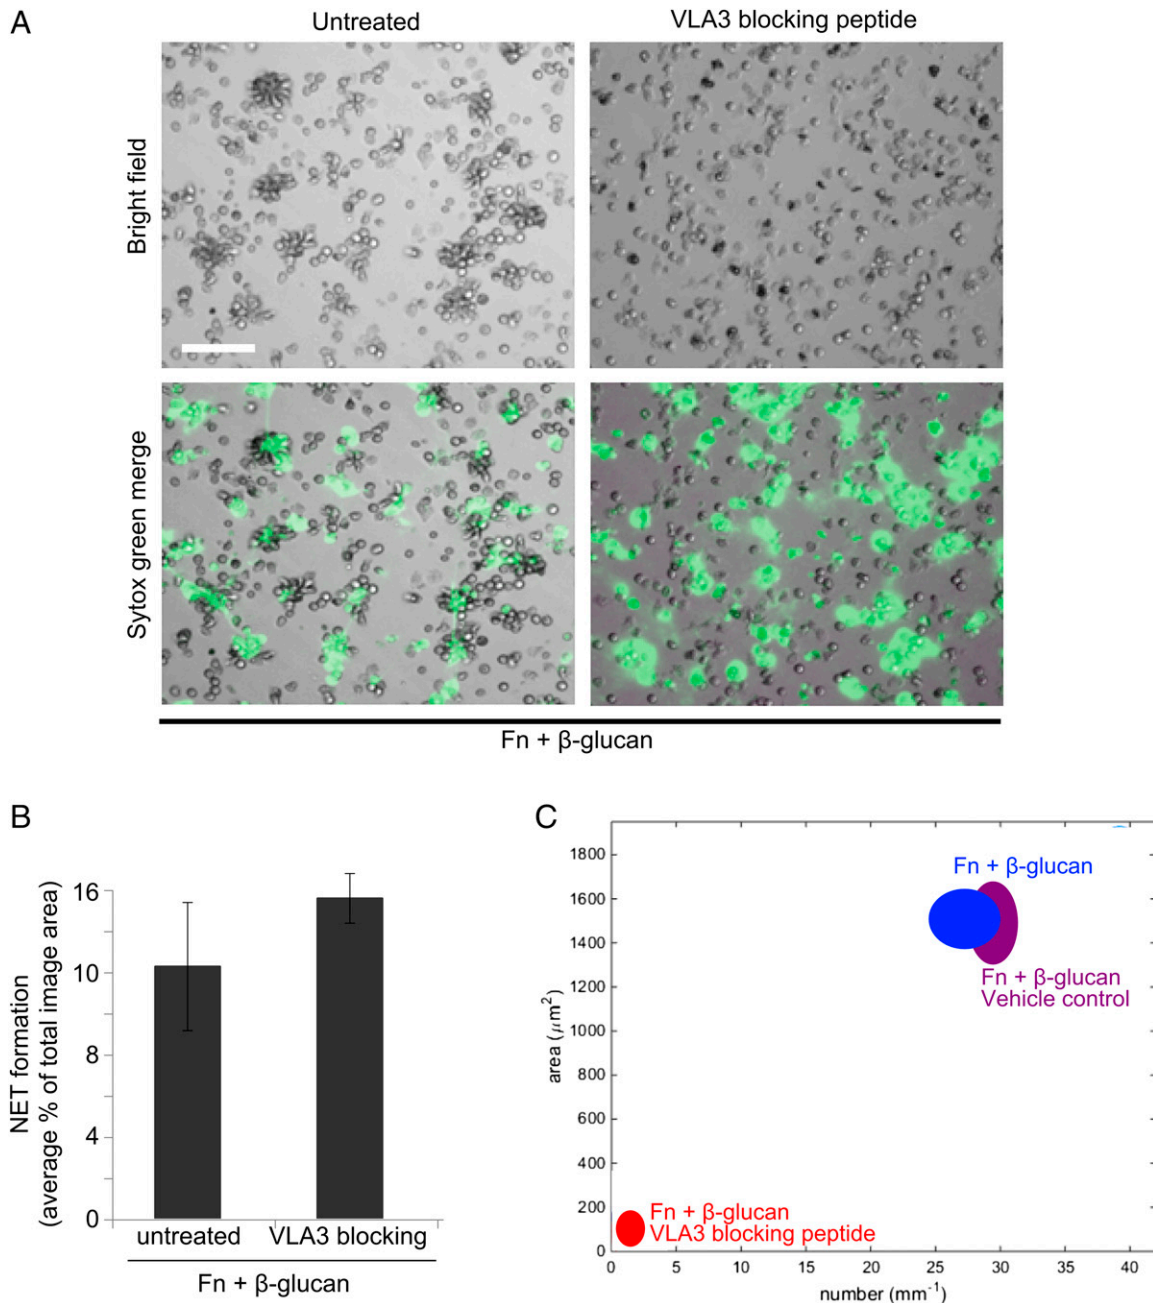 A
Untreated
VLA3 blocking peptide
Bright field
Sytox green merge
Fn + β-glucan
B
NET formation
(average % of total image area)
16
10
8
4
0
untreated
VLA3 blocking
Fn + β-glucan
C
area (μm²)
1800
1600
1400
1200
1000
800
600
400
200
0
Fn + β-glucan
Fn + β-glucan
Vehicle control
Fn + β-glucan
VLA3 blocking peptide
0 5 10 15 20 25 30 35 40
number (mm⁻¹)